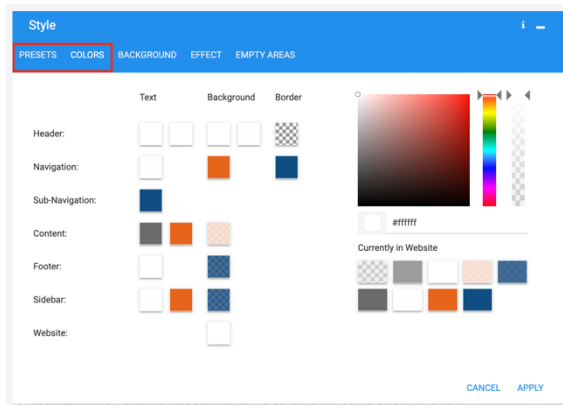 Style
i
PRESETS COLORS BACKGROUND EFFECT EMPTY AREAS
Text Background Border
Header:
Navigation:
Sub-Navigation:
Content:
Footer:
Sidebar:
Website:
#ffffff
Currently in Website
CANCEL APPLY